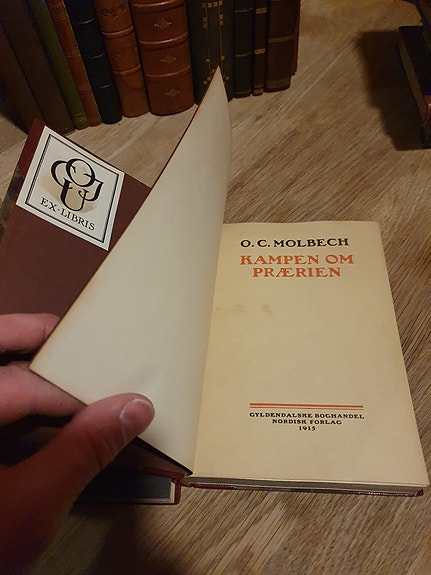 EX-LIBRIS
O. C. MOLBECH
KAMPEN OM
PRÆRIEN
GYLDENDALSKE BOGHANDEL
NORDISK FORLAG
1915